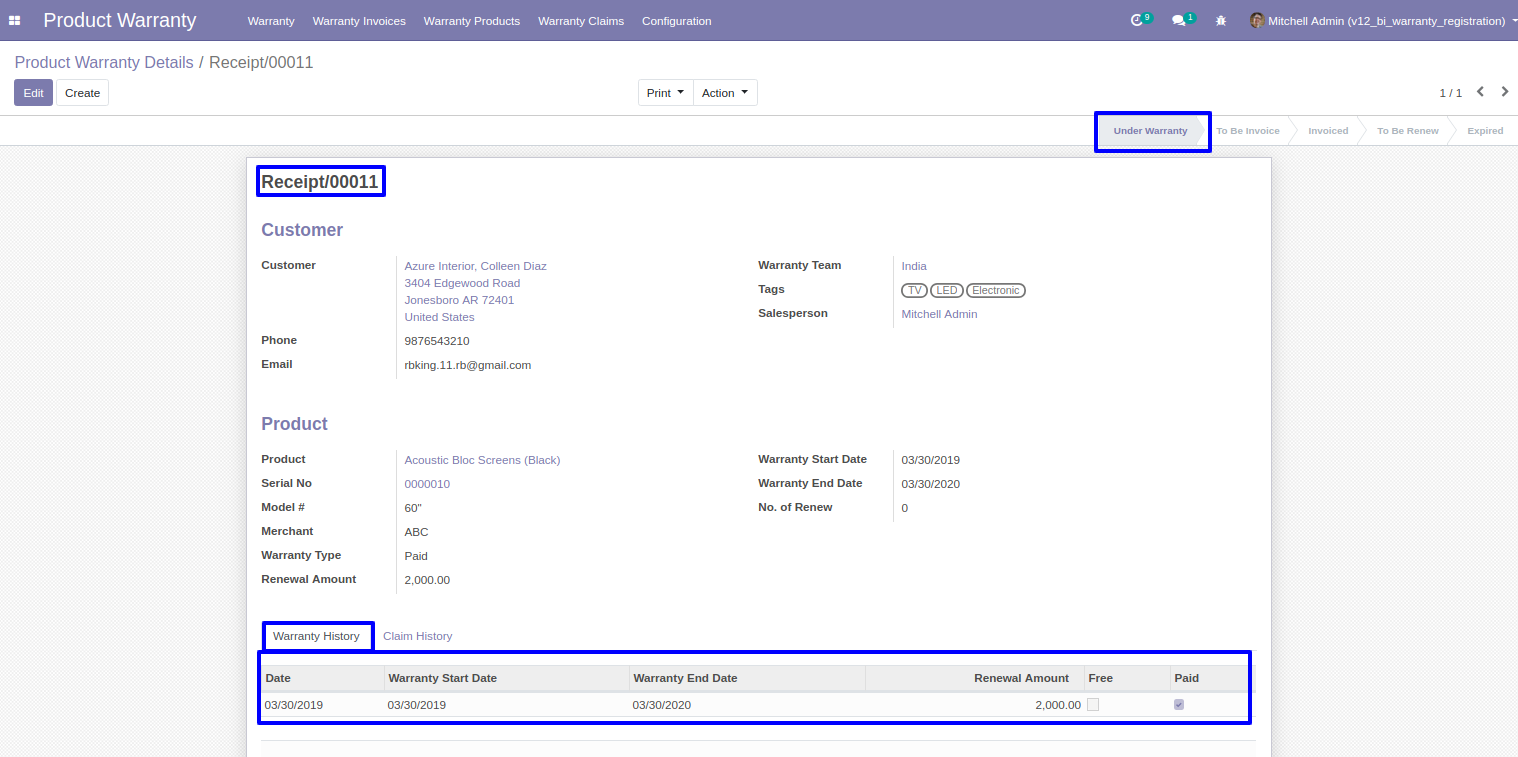 Product Warranty Warranty Warranty Invoices Warranty Products Warranty Claims Configuration 9 1 Mitchell Admin (v12_bi_warranty_registration)
Product Warranty Details / Receipt/00011
Edit Create Print Action 1 / 1
Under Warranty To Be Invoice Invoiced To Be Renew Expired
Receipt/00011
Customer
Customer Azure Interior, Colleen Diaz Warranty Team India
3404 Edgewood Road Tags TV LED Electronic
Jonesboro AR 72401 Salesperson Mitchell Admin
United States
Phone 9876543210
Email rbking.11.rb@gmail.com
Product
Product Acoustic Bloc Screens (Black) Warranty Start Date 03/30/2019
Serial No 0000010 Warranty End Date 03/30/2020
Model # 60" No. of Renew 0
Merchant ABC
Warranty Type Paid
Renewal Amount 2,000.00
Warranty History Claim History
Date Warranty Start Date Warranty End Date Renewal Amount Free Paid
03/30/2019 03/30/2019 03/30/2020 2,000.00